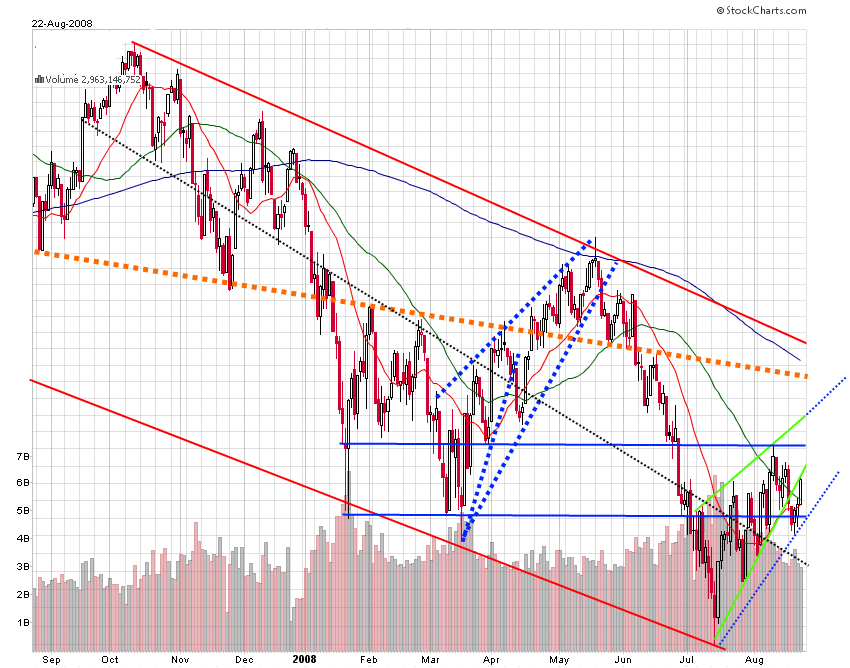 © StockCharts.com
22-Aug-2008
Volume 2,963,146,752
7B
6B
5B
4B
3B
2B
1B
Sep Oct Nov Dec 2008 Feb Mar Apr May Jun Jul Aug